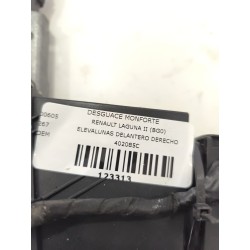 DESGUACE MONFORTE
RENAULT LAGUNA II (BG0)
ELEVALUNAS DELANTERO DERECHO
402085C
123313